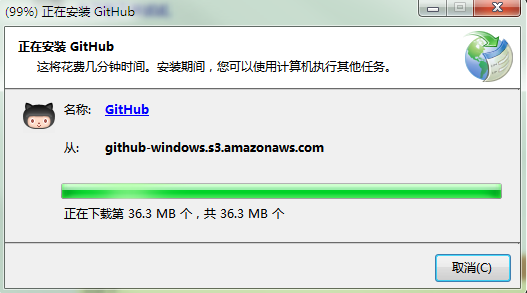 (99%) 正在安装 GitHub
正在安装 GitHub
这将花费几分钟时间。安装期间，您可以使用计算机执行其他任务。
名称: GitHub
从: github-windows.s3.amazonaws.com
正在下载第 36.3 MB 个，共 36.3 MB 个
取消(C)